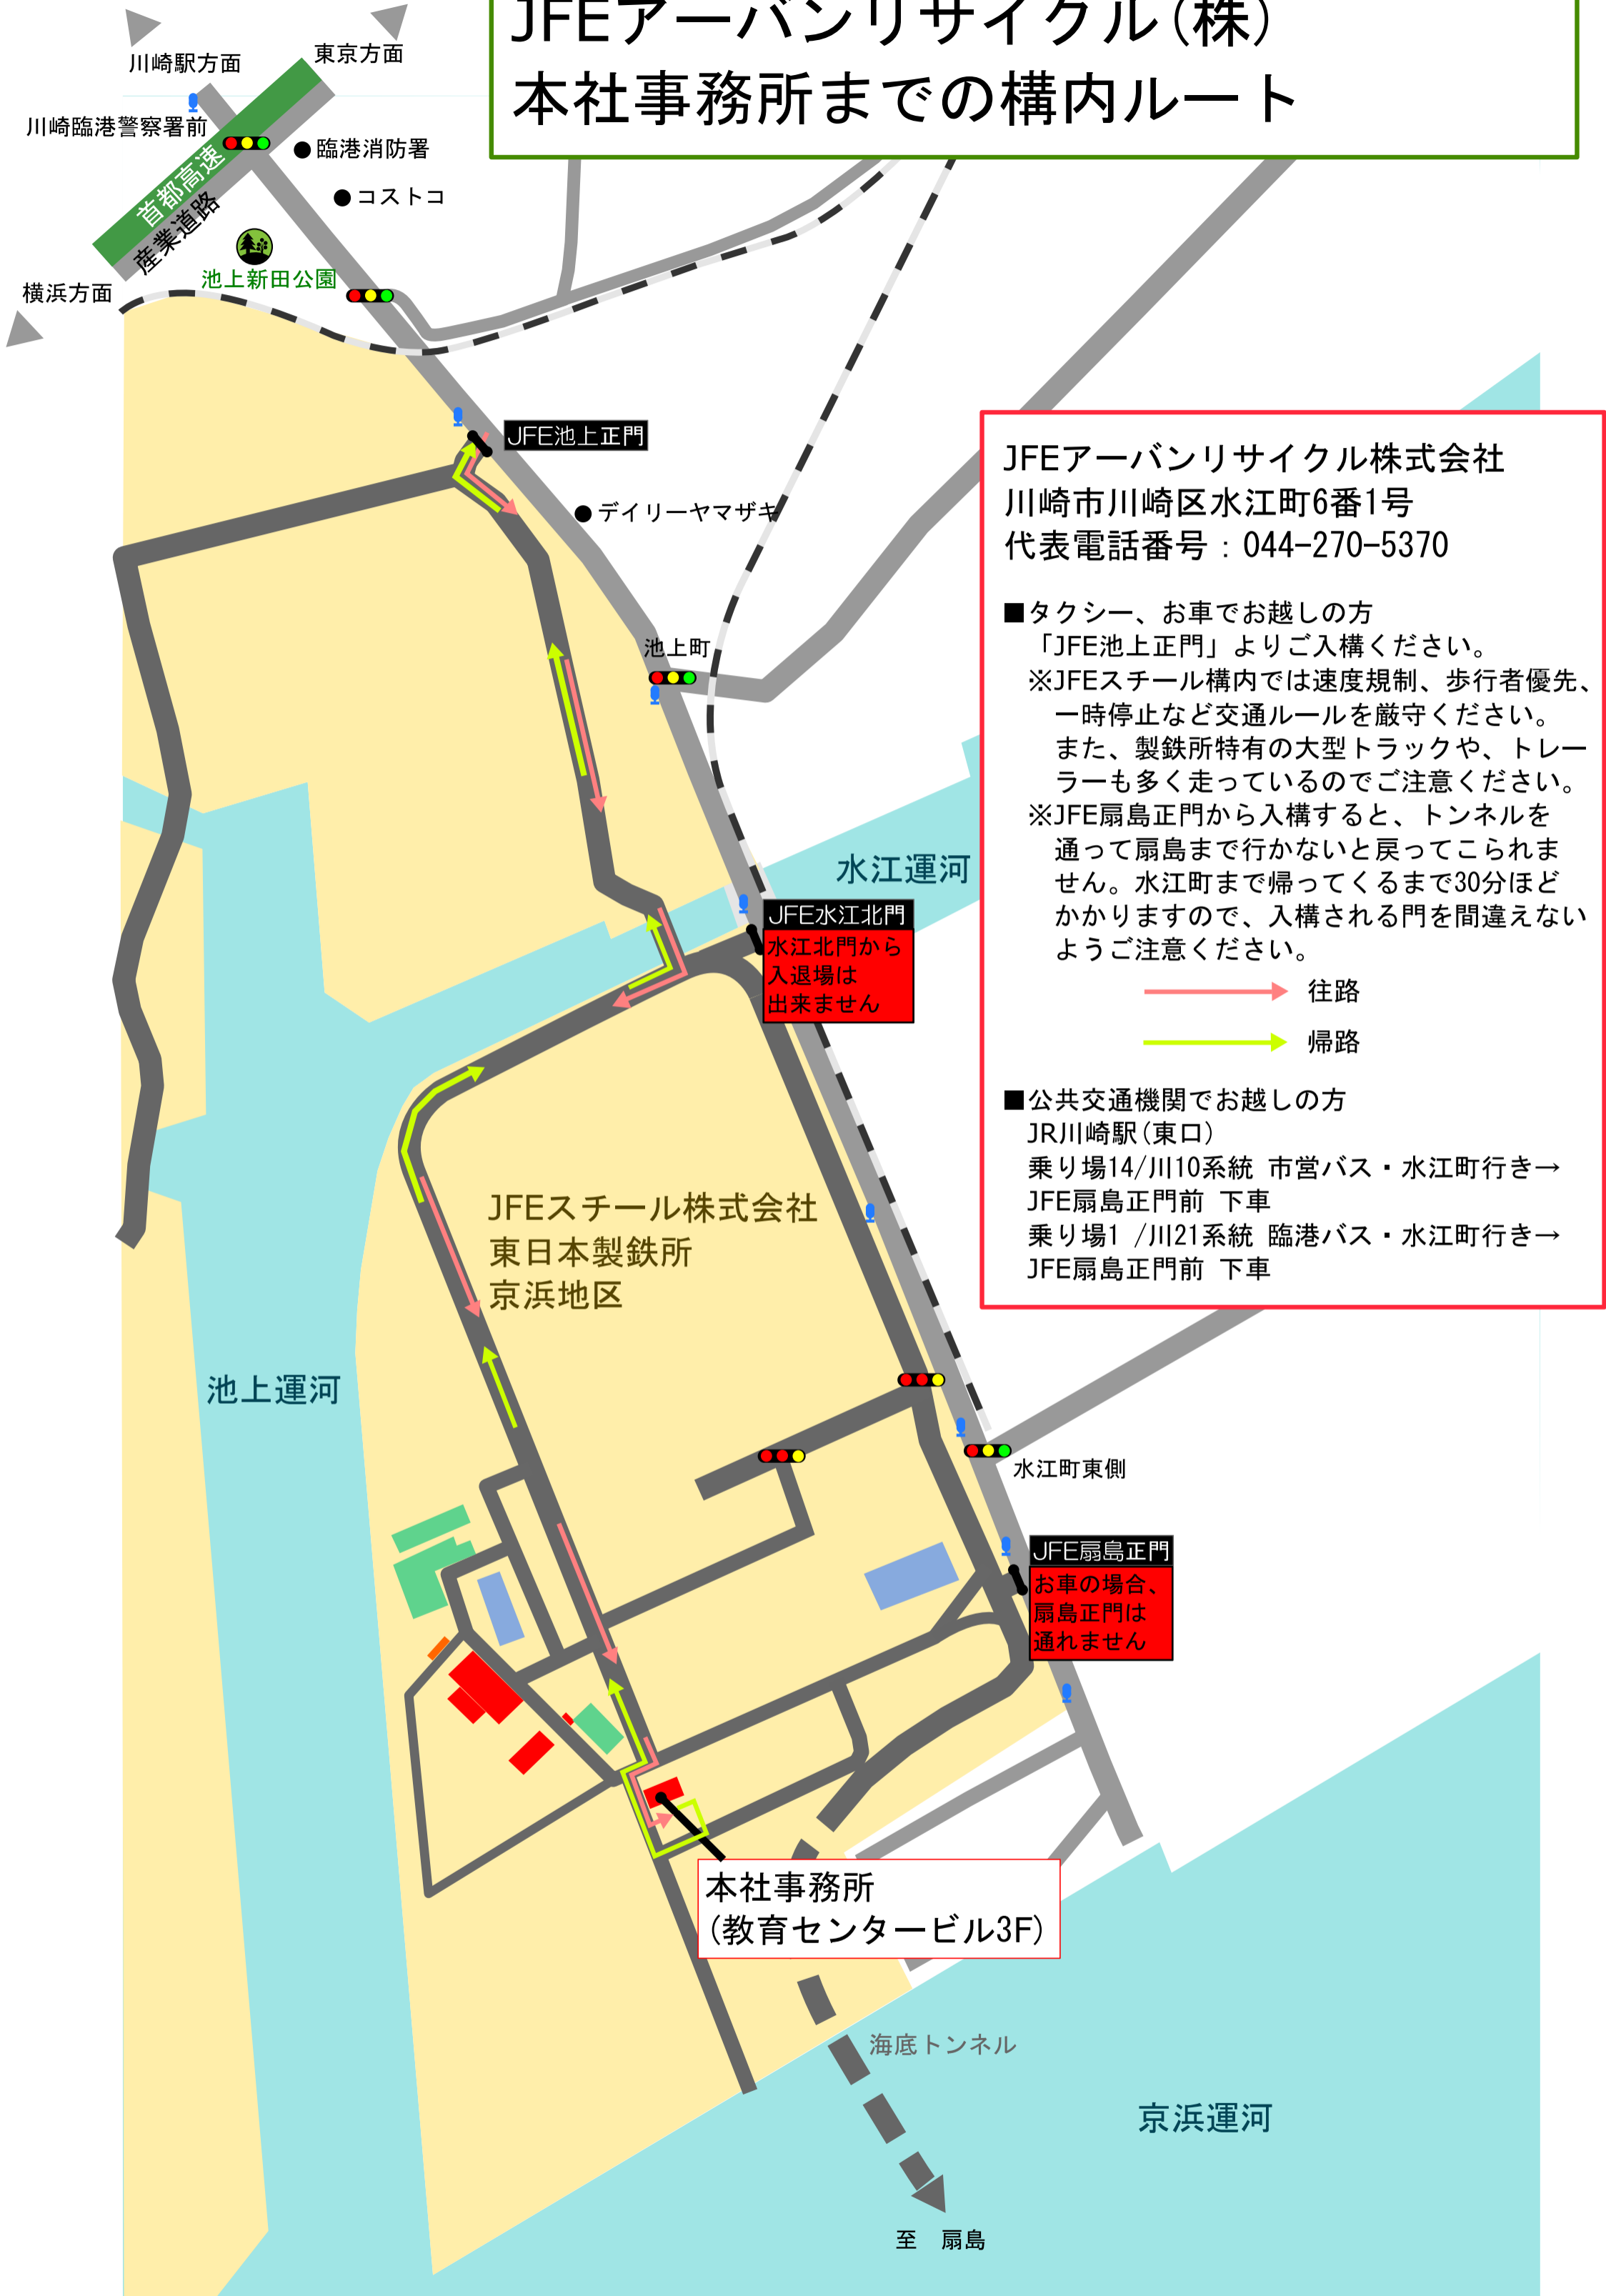 JFEアーバンリサイクル(株)
本社事務所までの構内ルート
川崎駅方面
東京方面
川崎臨港警察署前
臨港消防署
首都高速
産業道路
コストコ
池上新田公園
横浜方面
JFE池上正門
デイリーヤマザキ
池上町
JFEアーバンリサイクル株式会社
川崎市川崎区水江町6番1号
代表電話番号:044-270-5370
■タクシー、お車でお越しの方
「JFE池上正門」よりご入構ください。
※JFEスチール構内では速度規制、歩行者優先、
一時停止など交通ルールを厳守ください。
また、製鉄所特有の大型トラックや、トレー
ラーも多く走っているのでご注意ください。
※JFE扇島正門から入構すると、トンネルを
通って扇島まで行かないと戻ってこられま
せん。水江町まで帰ってくるまで30分ほど
かかりますので、入構される門を間違えない
ようご注意ください。
往路
帰路
■公共交通機関でお越しの方
JR川崎駅(東口)
乗り場14/川10系統 市営バス・水江町行き→
JFE扇島正門前 下車
乗り場1 /川21系統 臨港バス・水江町行き→
JFE扇島正門前 下車
水江運河
JFE水江北門
水江北門から
入退場は
出来ません
JFEスチール株式会社
東日本製鉄所
京浜地区
池上運河
水江町東側
JFE扇島正門
お車の場合、
扇島正門は
通れません
本社事務所
(教育センタービル3F)
海底トンネル
京浜運河
至 扇島